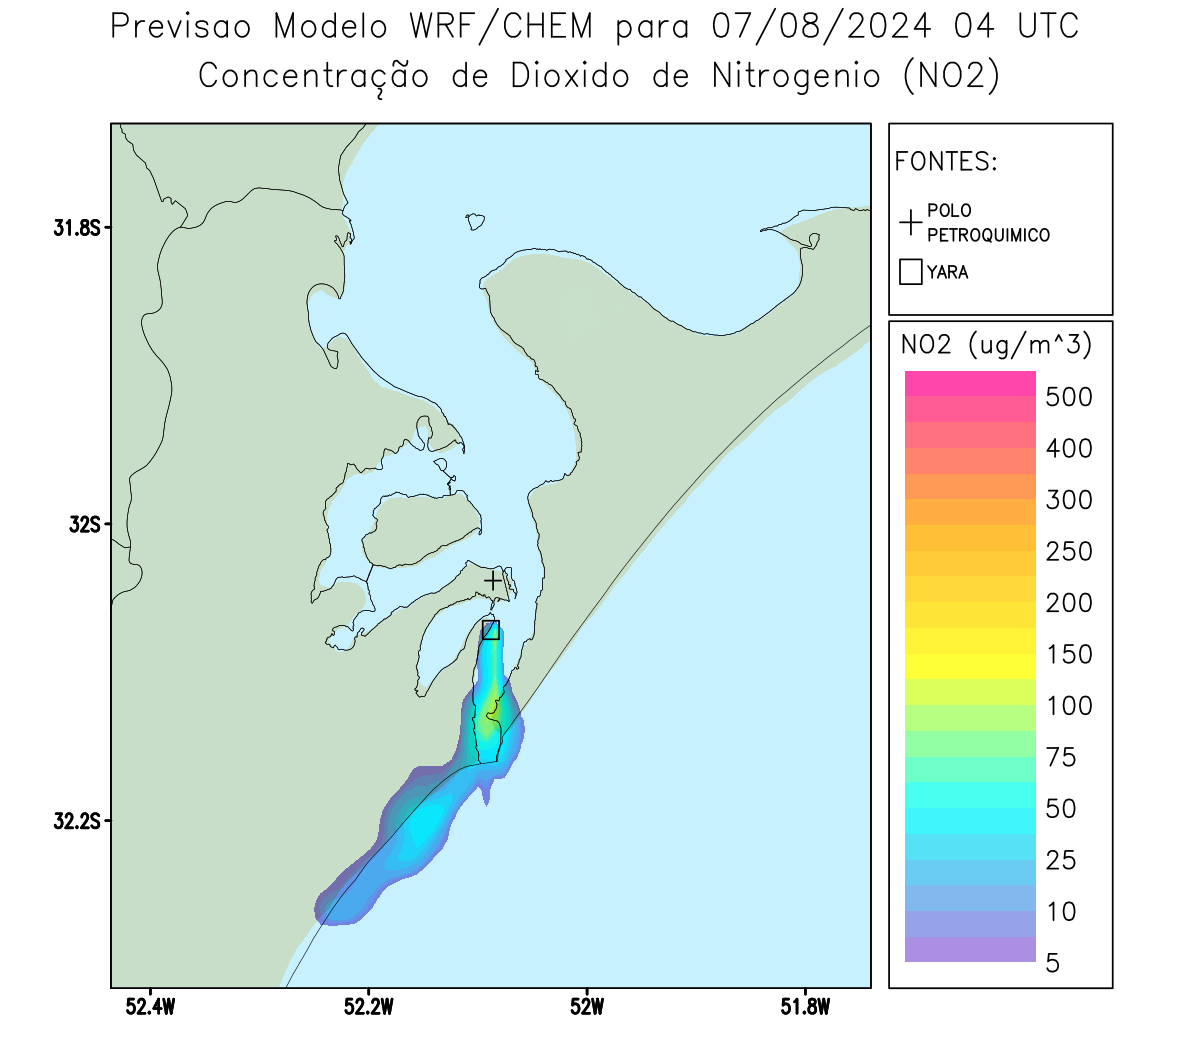 Previsao Modelo WRF/CHEM para 07/08/2024 04 UTC
Concentração de Dioxido de Nitrogenio (NO2)
FONTES:
POLO
PETROQUIMICO
YARA
NO2 (ug/m^3)
500
400
300
250
200
150
100
75
50
25
10
5
31.8S
32S
32.2S
52.4W
52.2W
52W
51.8W